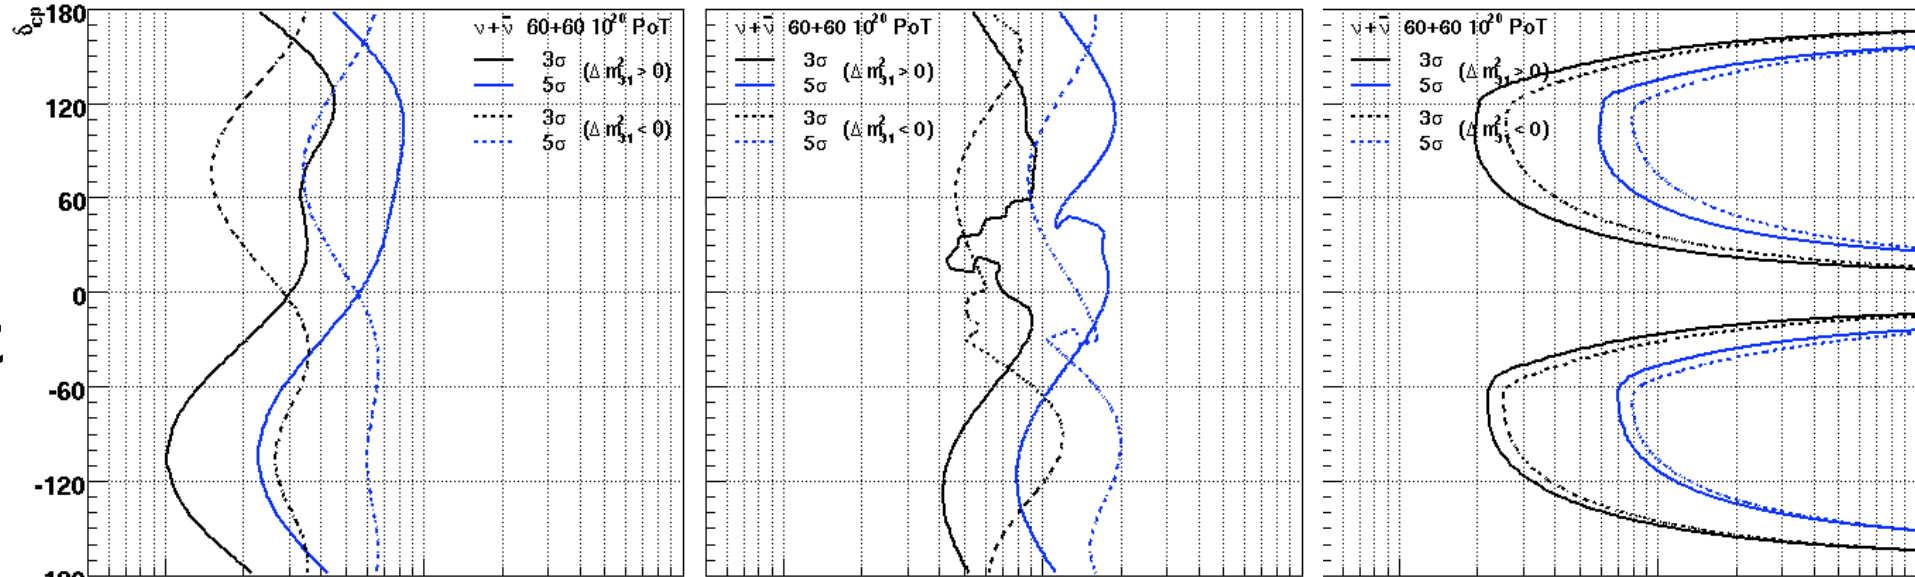 δcp
180
120
60
0
-60
-120
-180
ν+ν̄ 60+60 10²⁰ PoT
3σ (Δm²₃₁ > 0)
5σ
3σ (Δm²₃₁ < 0)
5σ
ν+ν̄ 60+60 10²⁰ PoT
3σ (Δm²₃₁ > 0)
5σ
3σ (Δm²₃₁ < 0)
5σ
ν+ν̄ 60+60 10²⁰ PoT
3σ (Δm²₃₁ > 0)
5σ
3σ (Δm²₃₁ < 0)
5σ